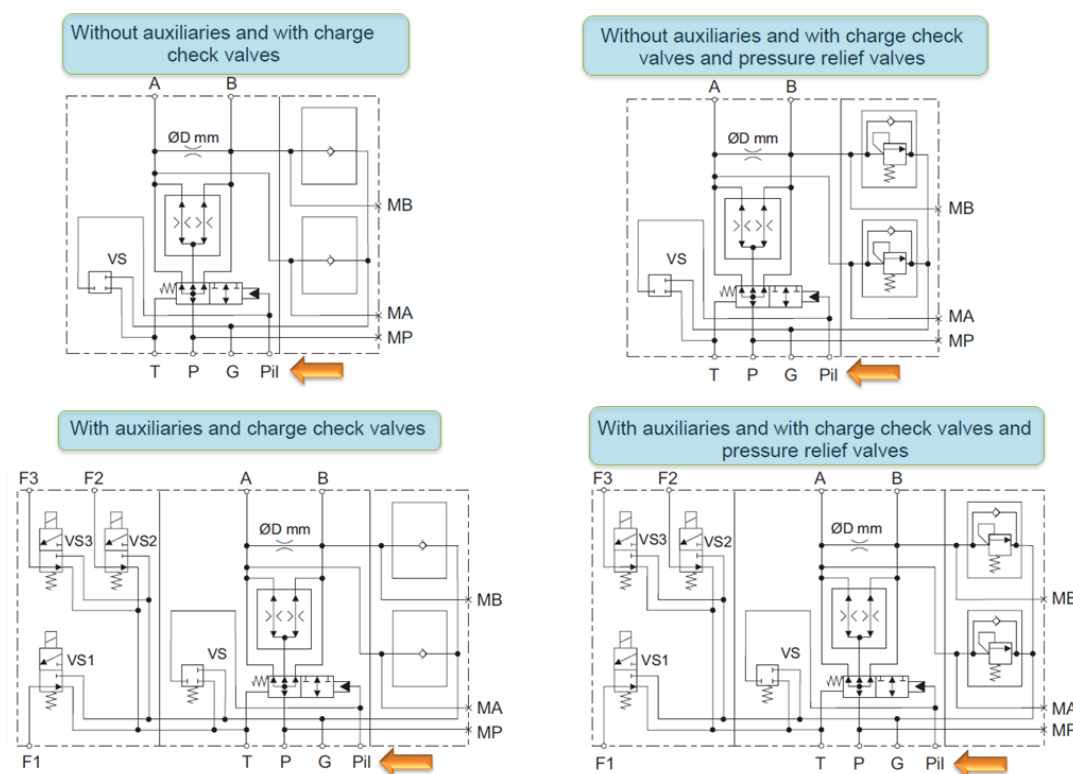 Without auxiliaries and with charge
check valves
A B
ØD mm
MB
VS
MA
MP
T P G Pil
Without auxiliaries and with charge check
valves and pressure relief valves
A B
ØD mm
MB
VS
MA
MP
T P G Pil
With auxiliaries and charge check valves
F3 F2 A B
ØD mm
VS3 VS2
MB
VS1 VS
MA
MP
F1 T P G Pil
With auxiliaries and with charge check valves and
pressure relief valves
F3 F2 A B
ØD mm
VS3 VS2
MB
VS1 VS
MA
MP
F1 T P G Pil